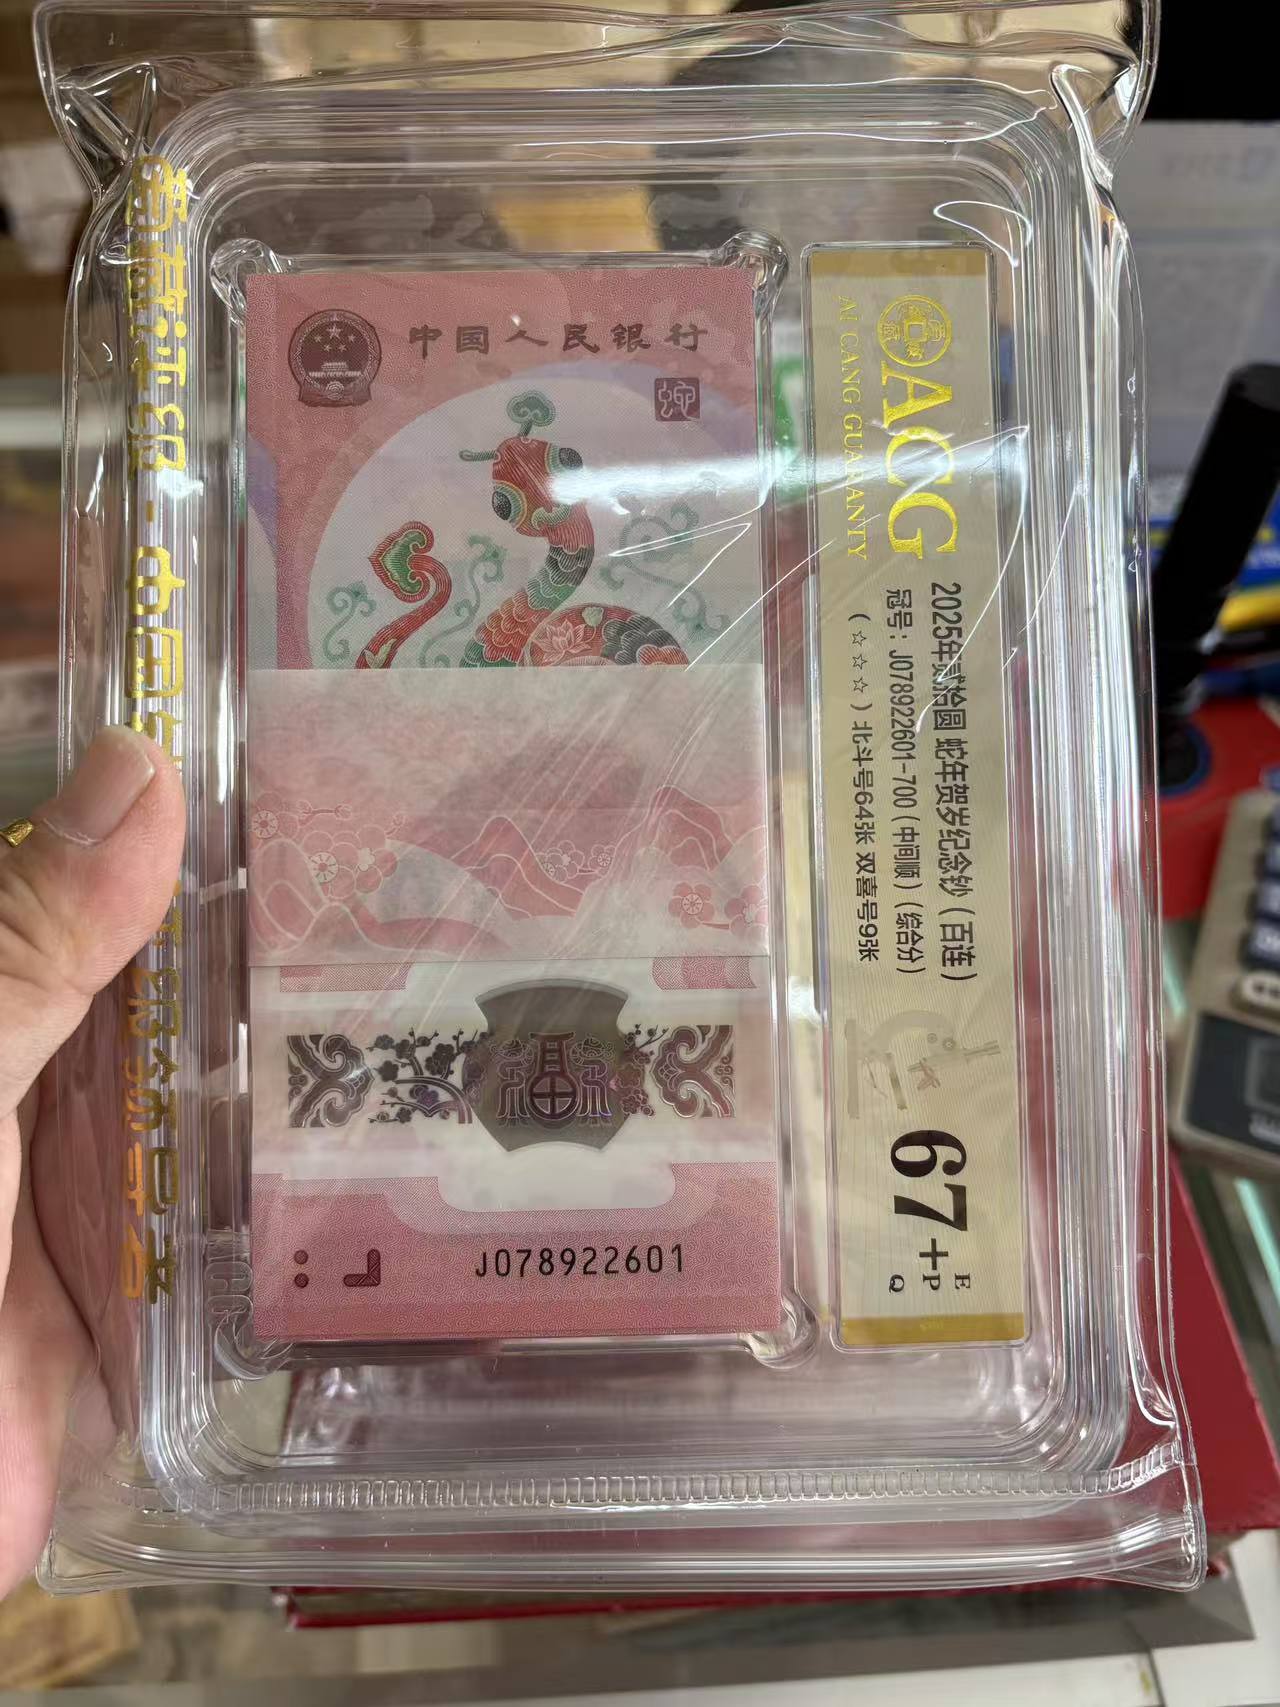 中国人民银行
J078922601
ACG
AI CANG GUARANTY
2025年贰拾圆 蛇年贺岁纪念钞（百连）
冠号：J078922601-700（中间顺）（综合分）
（☆☆☆）北斗号64张 双喜号9张
67+
E
P
Q